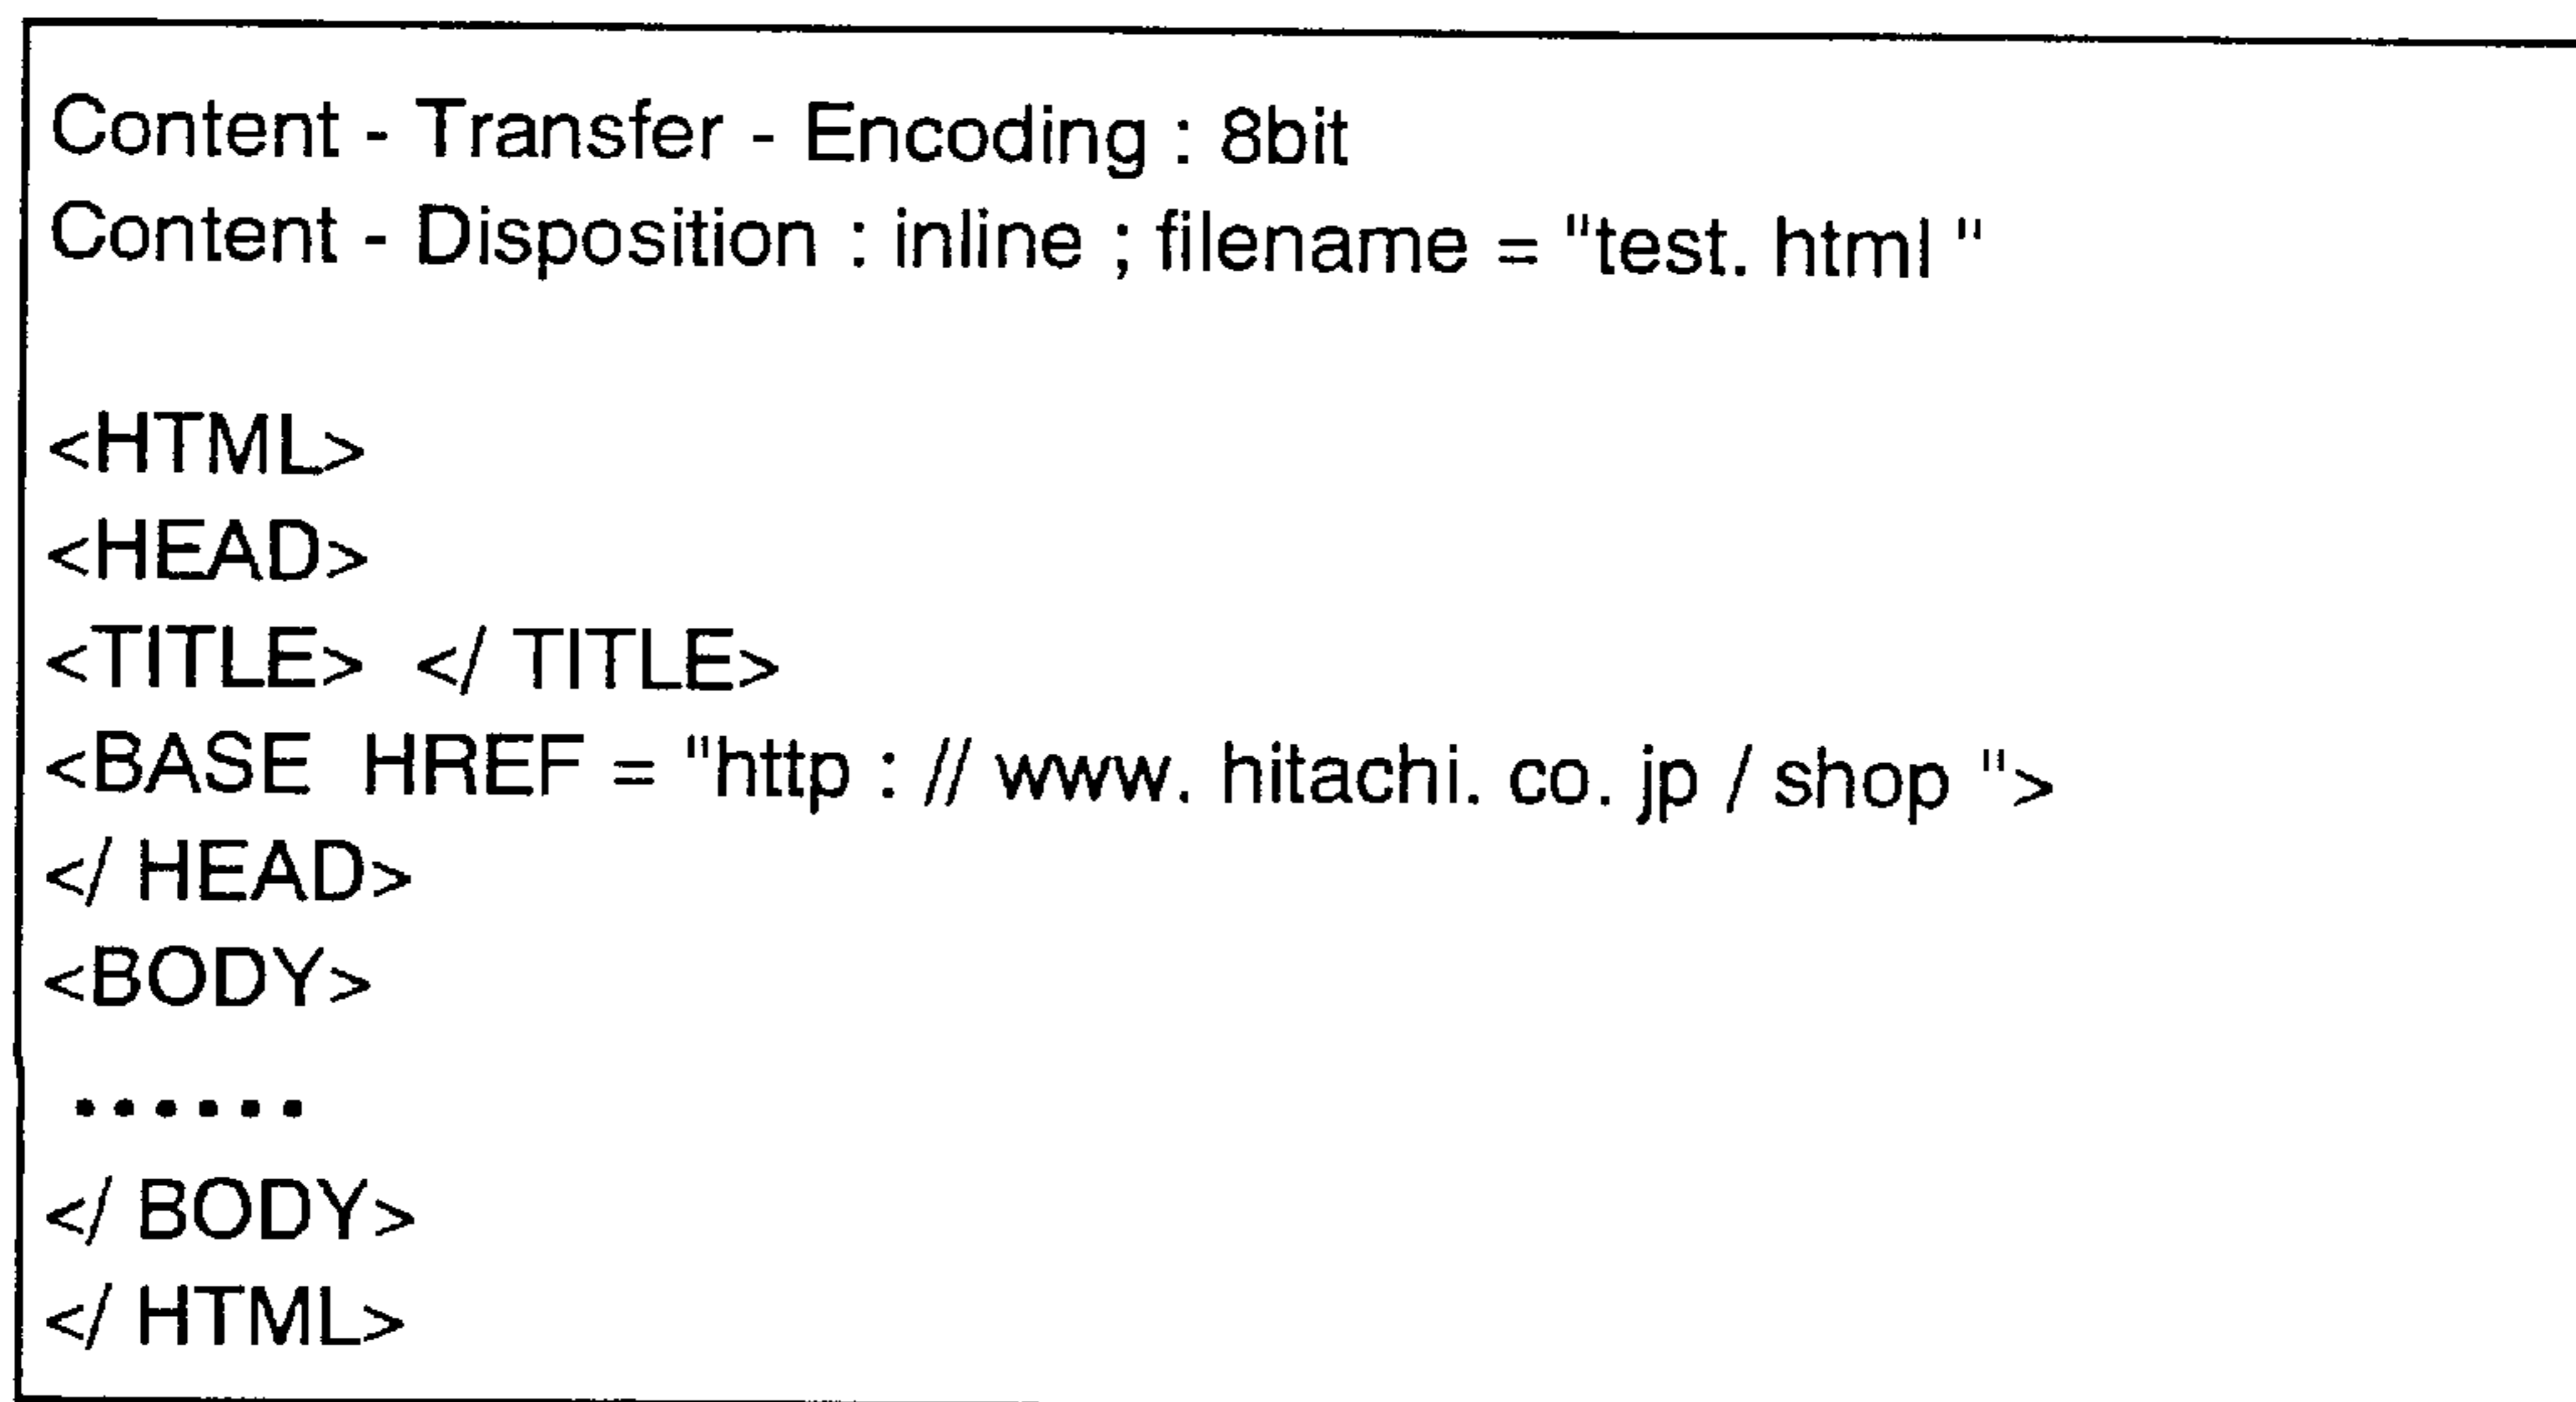 Content - Transfer - Encoding : 8bit
Content - Disposition : inline ; filename = "test. html "
<HTML>
<HEAD>
<TITLE> </ TITLE>
<BASE HREF = "http : // www. hitachi. co. jp / shop ">
</ HEAD>
<BODY>
......
</ BODY>
</ HTML>